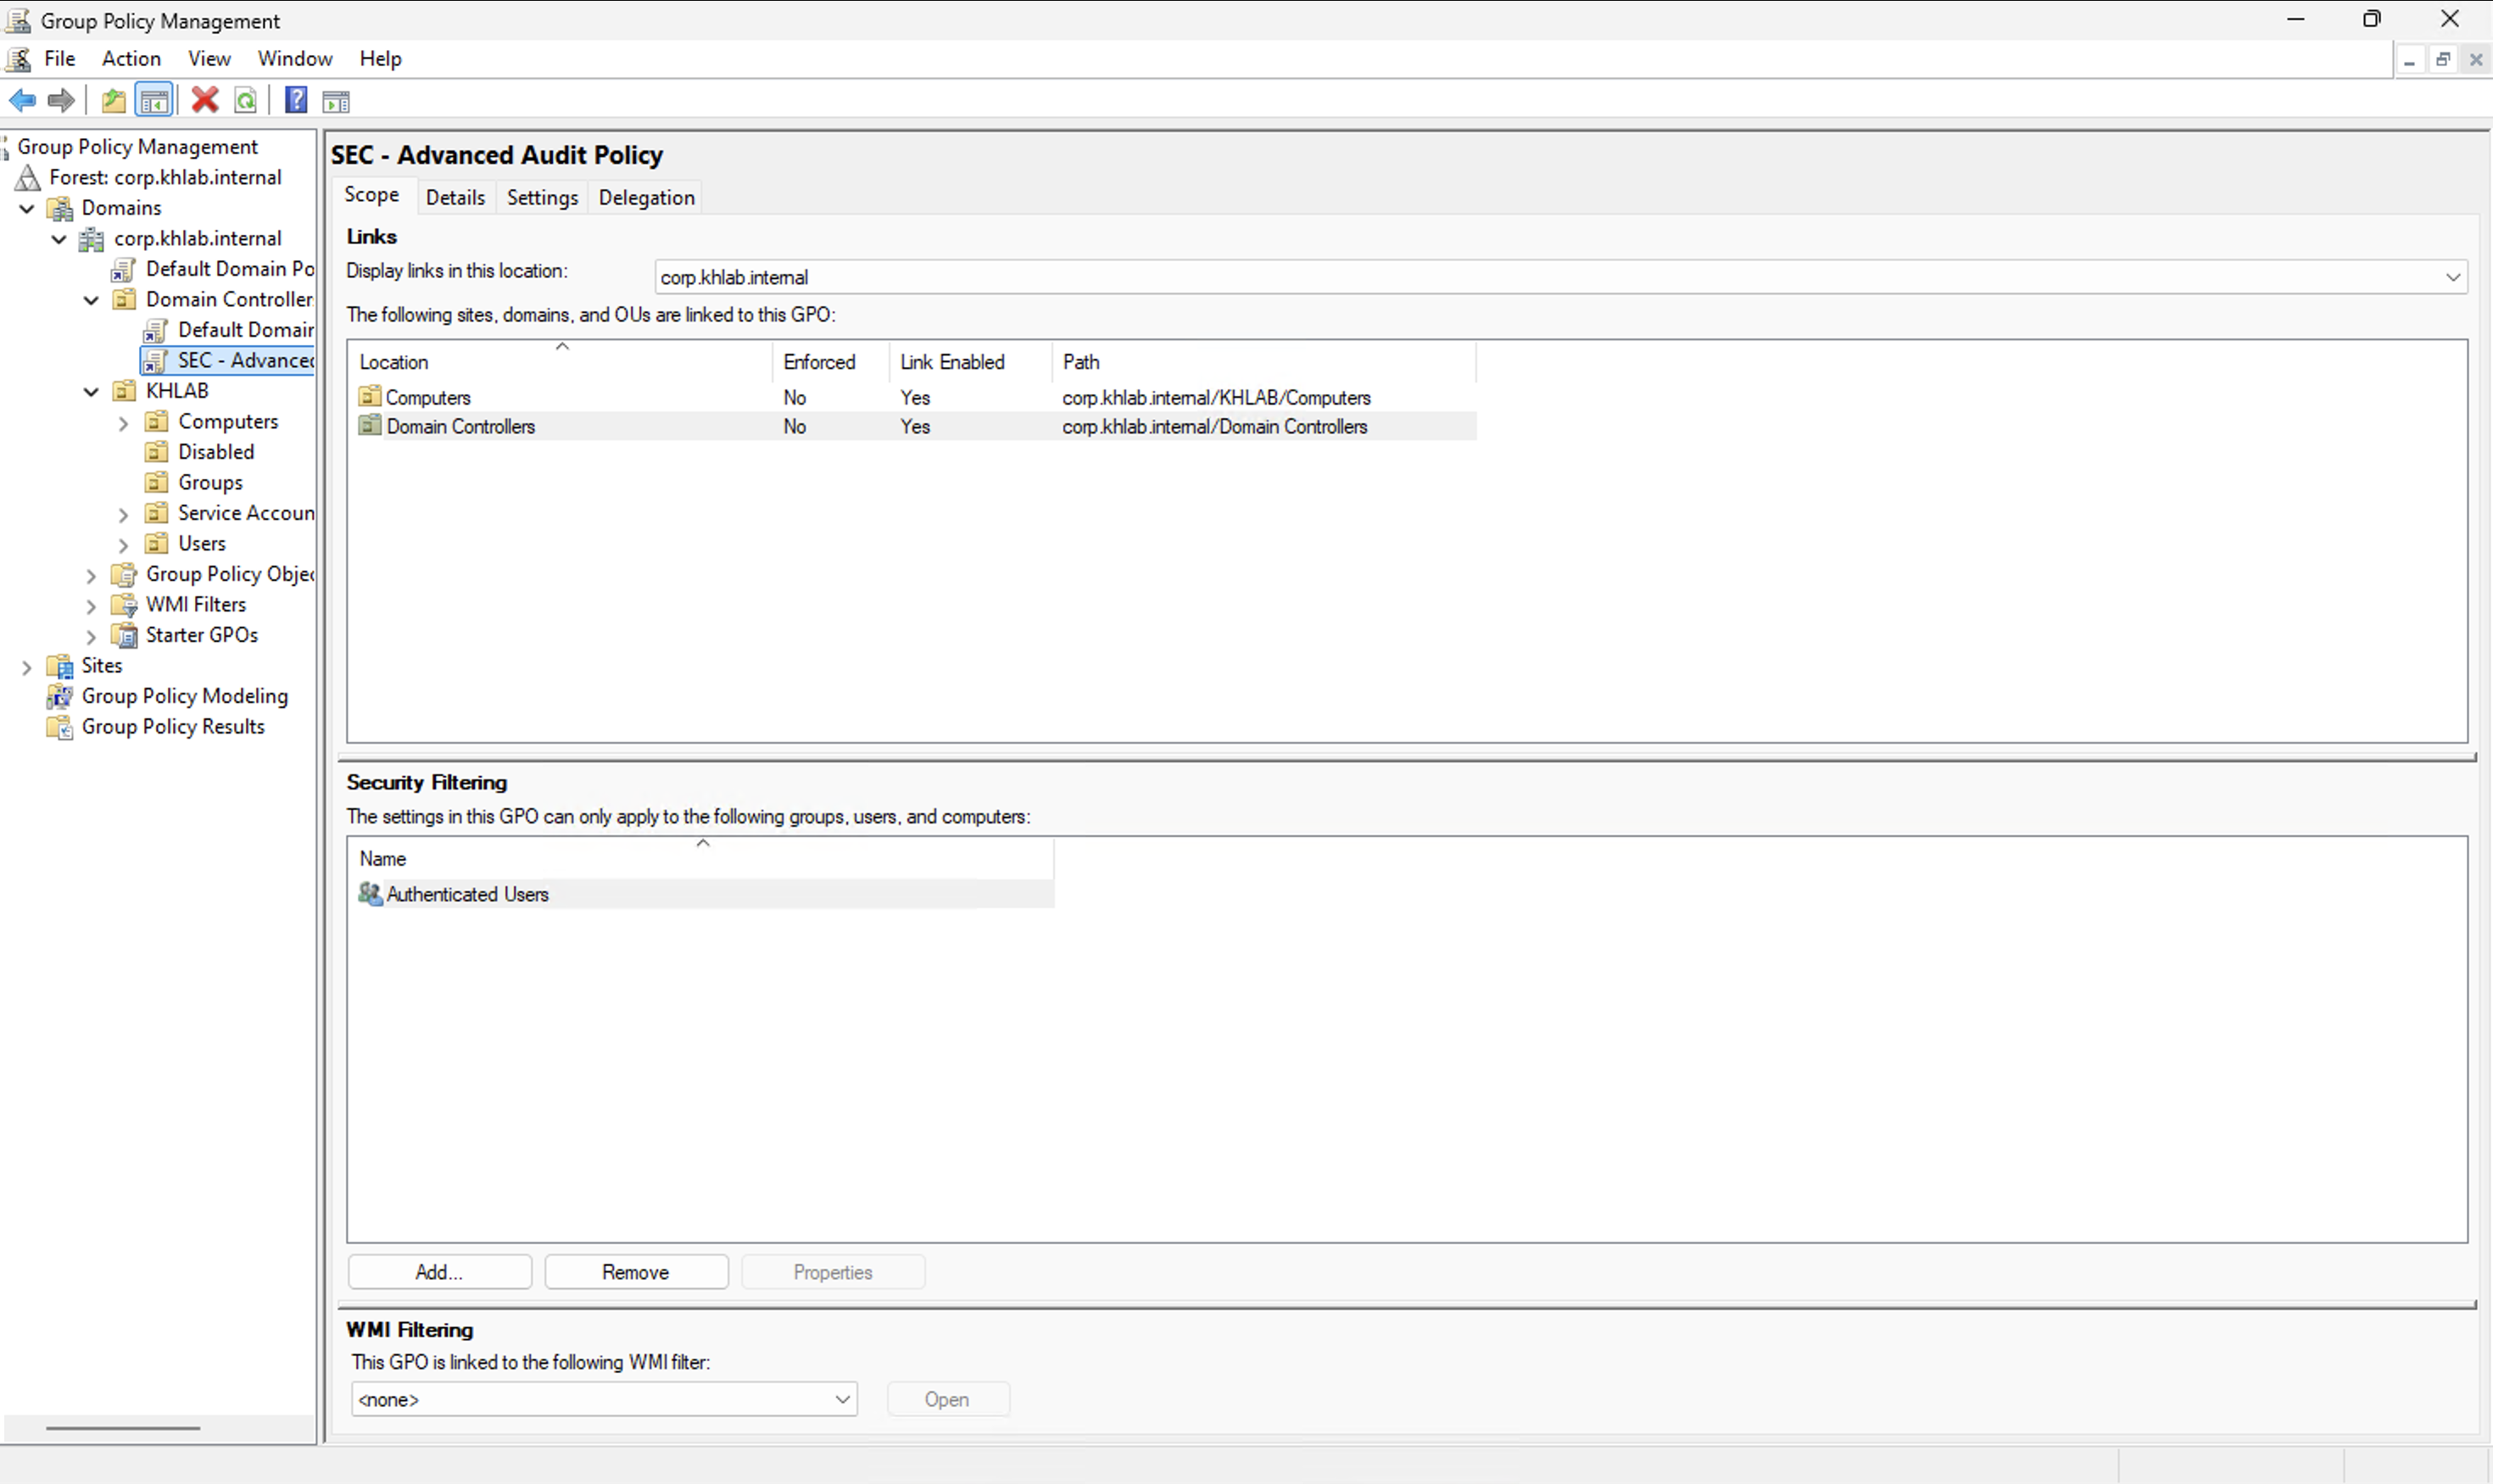 Group Policy Management
File Action View Window Help
Group Policy Management
Forest: corp.khlab.internal
Domains
corp.khlab.internal
Default Domain Po
Domain Controller
Default Domain
SEC - Advanced
KHLAB
Computers
Disabled
Groups
Service Accoun
Users
Group Policy Objec
WMI Filters
Starter GPOs
Sites
Group Policy Modeling
Group Policy Results
SEC - Advanced Audit Policy
Scope Details Settings Delegation
Links
Display links in this location: corp.khlab.internal
The following sites, domains, and OUs are linked to this GPO:
Location Enforced Link Enabled Path
Computers No Yes corp.khlab.internal/KHLAB/Computers
Domain Controllers No Yes corp.khlab.internal/Domain Controllers
Security Filtering
The settings in this GPO can only apply to the following groups, users, and computers:
Name
Authenticated Users
Add... Remove Properties
WMI Filtering
This GPO is linked to the following WMI filter:
<none> Open